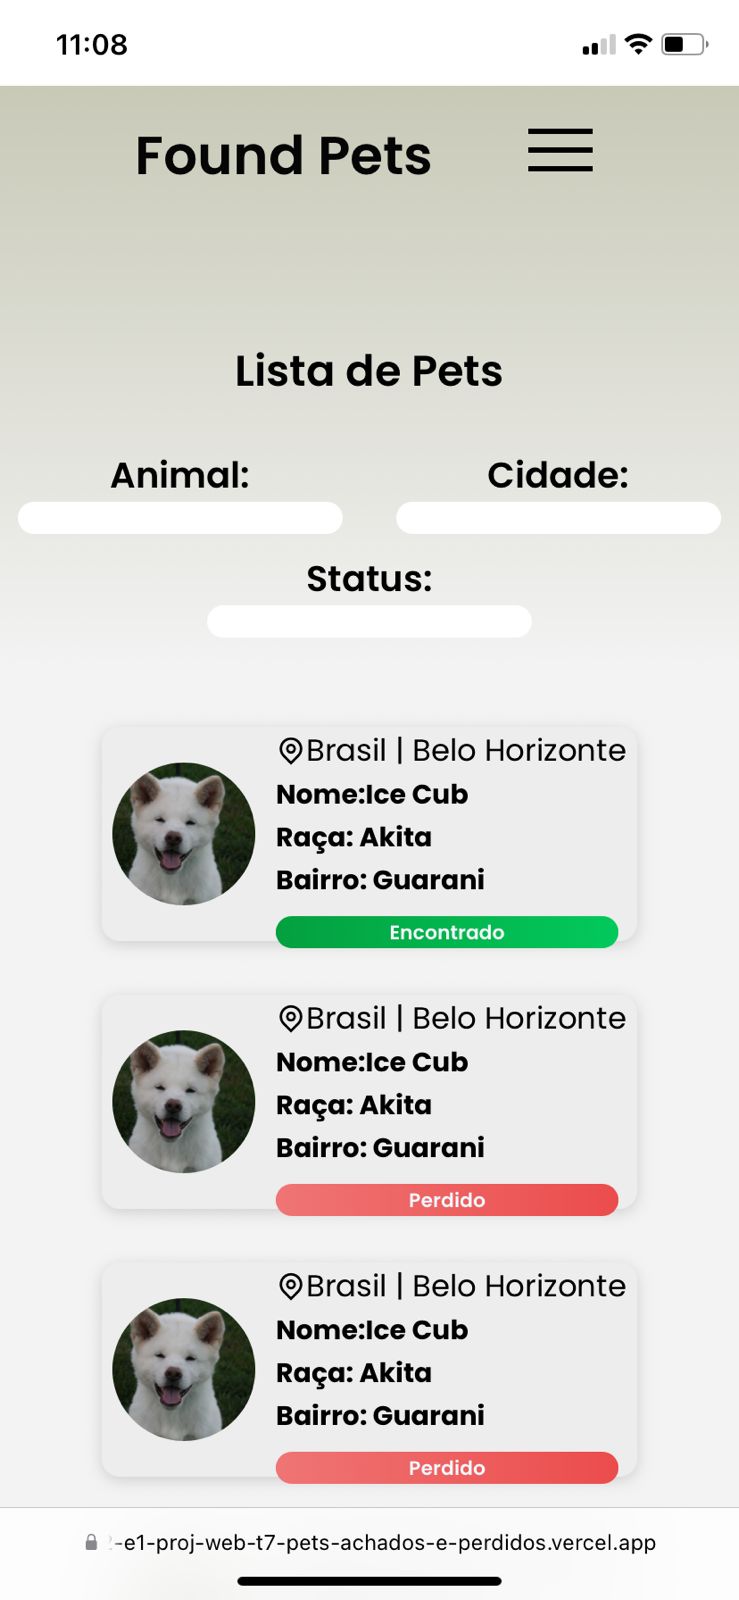 11:08
Found Pets
Lista de Pets
Animal:
Cidade:
Status:
Brasil | Belo Horizonte
Nome:Ice Cub
Raça: Akita
Bairro: Guarani
Encontrado
Brasil | Belo Horizonte
Nome:Ice Cub
Raça: Akita
Bairro: Guarani
Perdido
Brasil | Belo Horizonte
Nome:Ice Cub
Raça: Akita
Bairro: Guarani
Perdido
-e1-proj-web-t7-pets-achados-e-perdidos.vercel.app